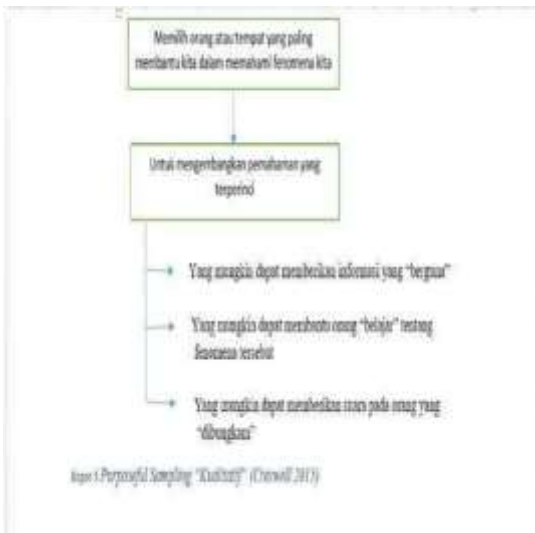 Memilih orang atau tempat yang paling
membantu kita dalam memahami fenomena kita
Untuk mengembangkan pemahaman yang
terperinci
Yang mungkin dapat memberikan informasi yang "berguna"
Yang mungkin dapat membantu orang "belajar" tentang
fenomena tersebut
Yang mungkin dapat memberikan suara pada orang yang
"dibungkam"
Purposeful Sampling "Kualitatif" (Creswell 2015)